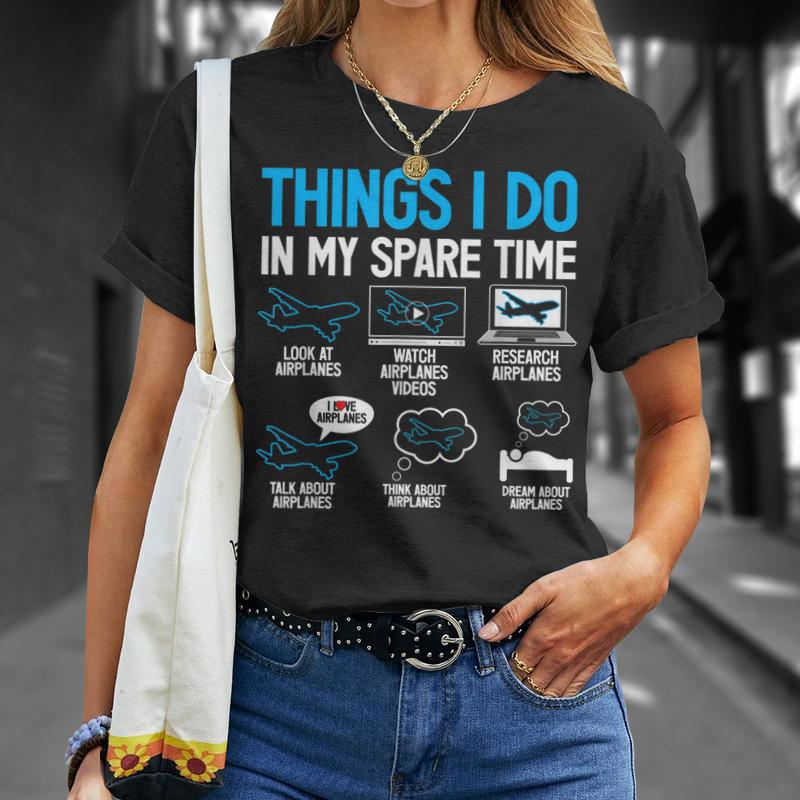 THINGS I DO
IN MY SPARE TIME
LOOK AT
AIRPLANES
WATCH
AIRPLANES
VIDEOS
RESEARCH
AIRPLANES
I L❤VE
AIRPLANES
TALK ABOUT
AIRPLANES
THINK ABOUT
AIRPLANES
DREAM ABOUT
AIRPLANES